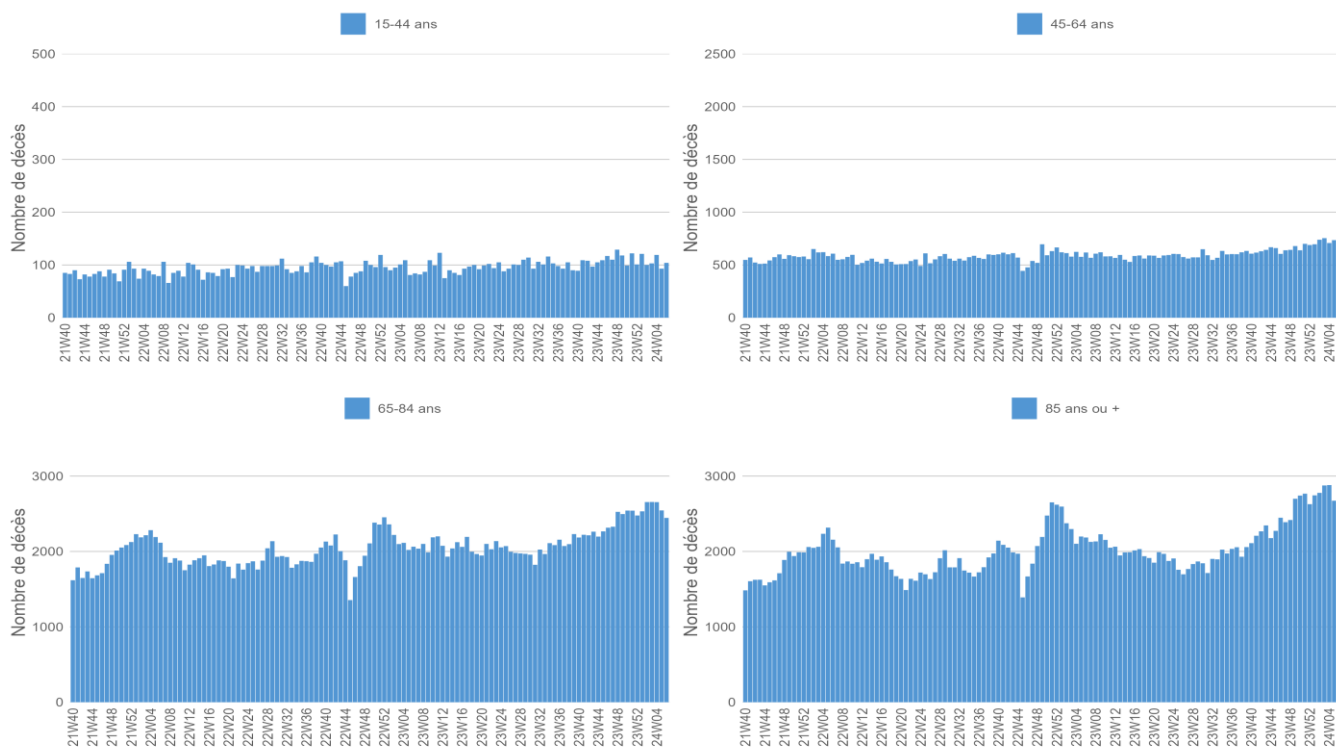 15-44 ans
500
400
300
200
100
0
Nombre de décès
21W40
21W44
21W48
21W52
22W04
22W08
22W12
22W16
22W20
22W24
22W28
22W32
22W36
22W40
22W44
22W48
22W52
23W04
23W08
23W12
23W16
23W20
23W24
23W28
23W32
23W36
23W40
23W44
23W48
23W52
24W04
45-64 ans
2500
2000
1500
1000
500
0
Nombre de décès
21W40
21W44
21W48
21W52
22W04
22W08
22W12
22W16
22W20
22W24
22W28
22W32
22W36
22W40
22W44
22W48
22W52
23W04
23W08
23W12
23W16
23W20
23W24
23W28
23W32
23W36
23W40
23W44
23W48
23W52
24W04
65-84 ans
3000
2000
1000
0
Nombre de décès
21W40
21W44
21W48
21W52
22W04
22W08
22W12
22W16
22W20
22W24
22W28
22W32
22W36
22W40
22W44
22W48
22W52
23W04
23W08
23W12
23W16
23W20
23W24
23W28
23W32
23W36
23W40
23W44
23W48
23W52
24W04
85 ans ou +
3000
2000
1000
0
Nombre de décès
21W40
21W44
21W48
21W52
22W04
22W08
22W12
22W16
22W20
22W24
22W28
22W32
22W36
22W40
22W44
22W48
22W52
23W04
23W08
23W12
23W16
23W20
23W24
23W28
23W32
23W36
23W40
23W44
23W48
23W52
24W04